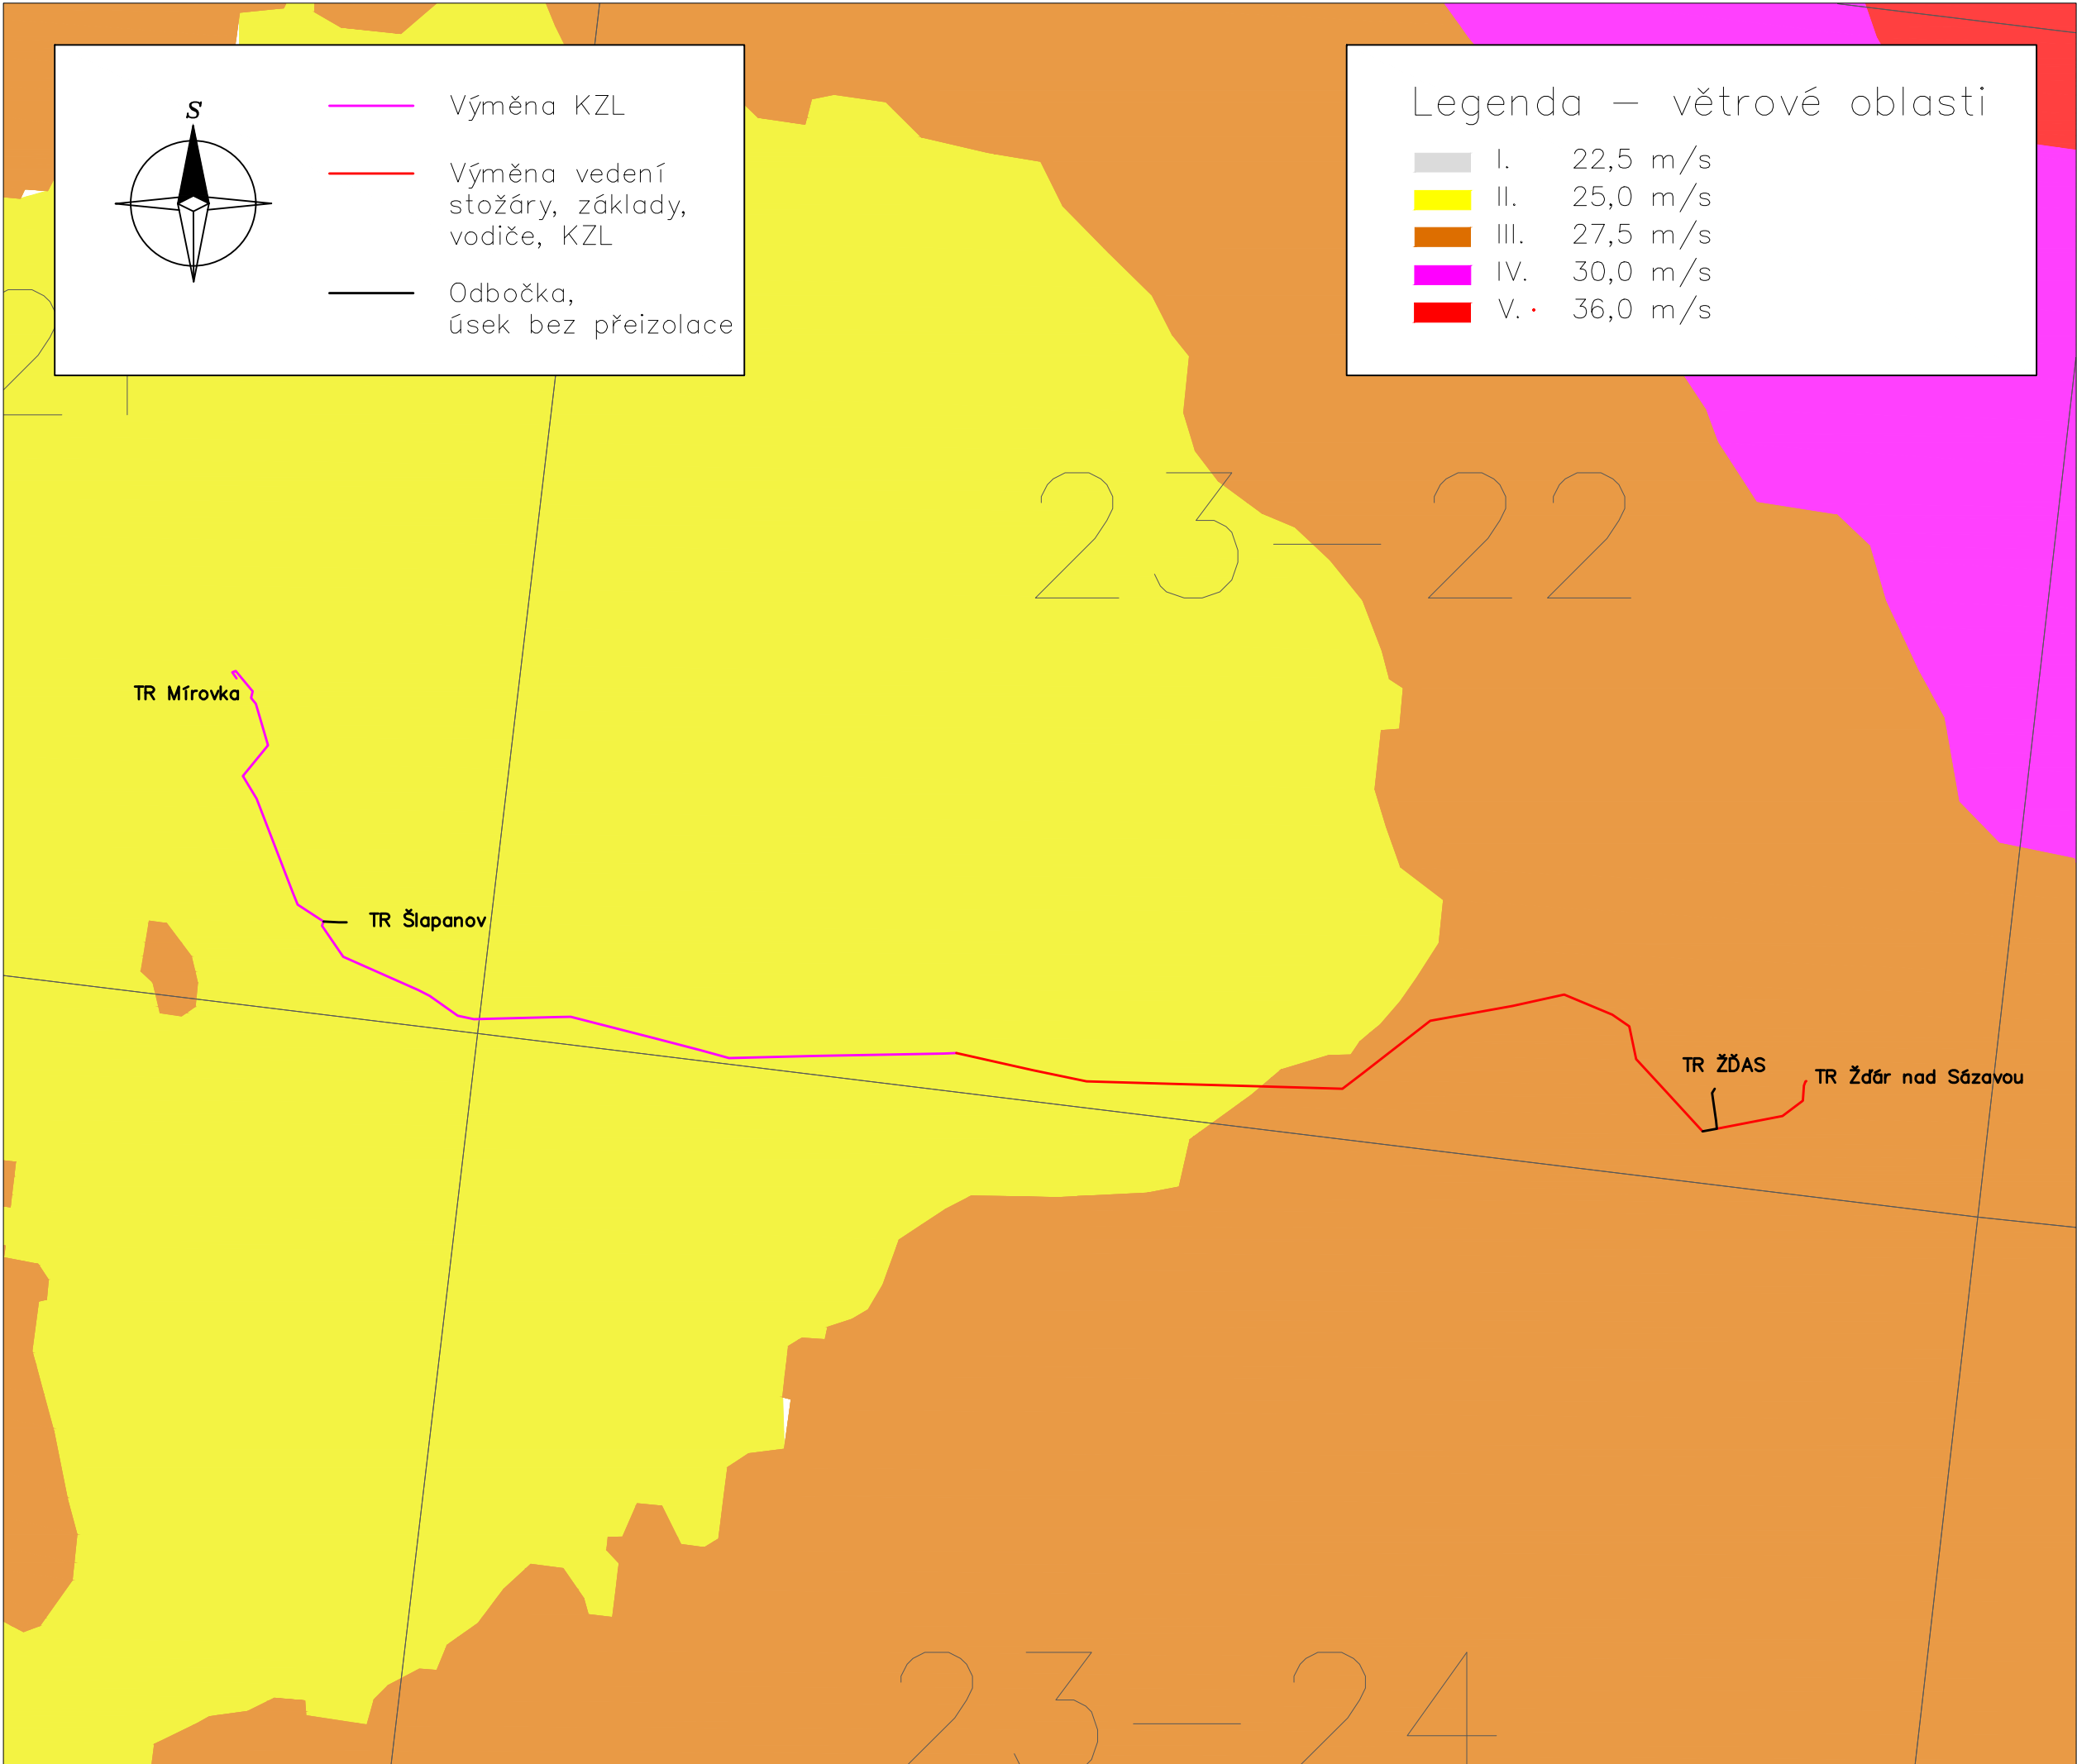 S
Výměna KZL
Výměna vedení
stožáry, základy,
vodiče, KZL
Odbočka,
úsek bez přeizolace
Legenda – větrové oblasti
I. 22,5 m/s
II. 25,0 m/s
III. 27,5 m/s
IV. 30,0 m/s
V. 36,0 m/s
23–22
TR Mírovka
TR Šlapanov
TR ŽĎAS
TR Žďár nad Sázavou
23–24